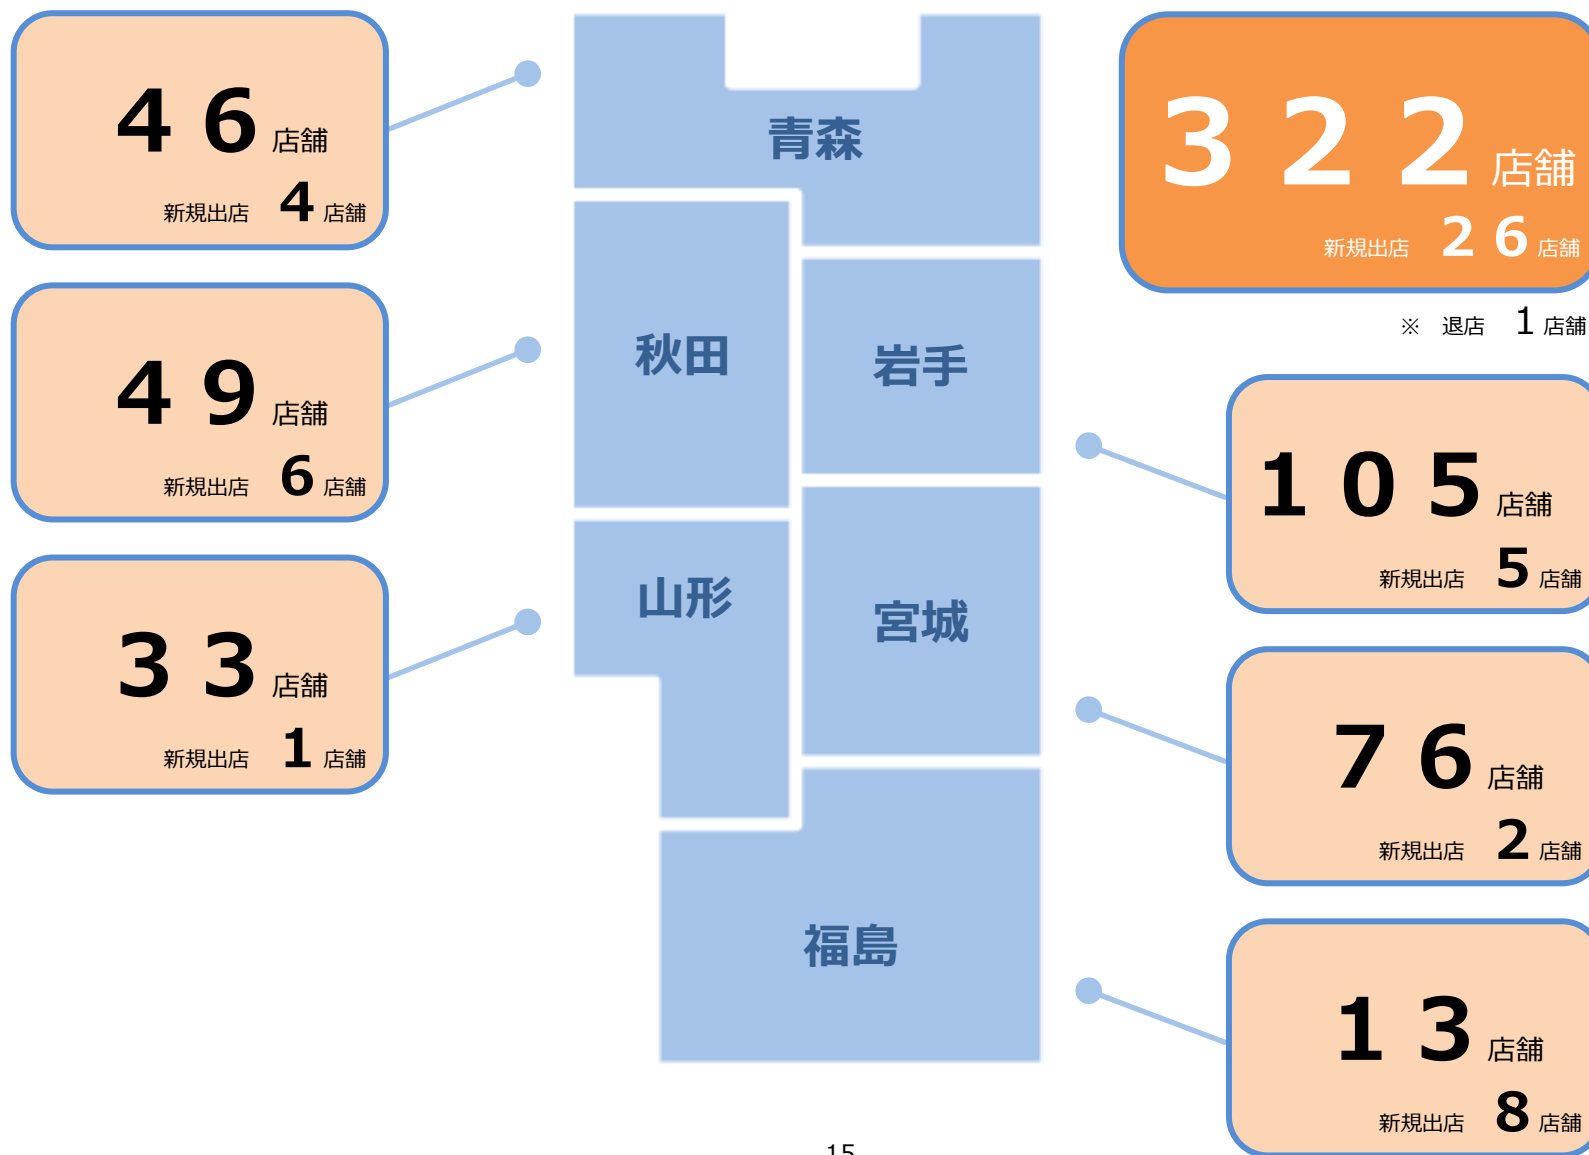 ４６店舗
新規出店 ４店舗
４９店舗
新規出店 ６店舗
３３店舗
新規出店 １店舗
青森
秋田
岩手
山形
宮城
福島
３２２店舗
新規出店 ２６店舗
※ 退店 １店舗
１０５店舗
新規出店 ５店舗
７６店舗
新規出店 ２店舗
１３店舗
新規出店 ８店舗
15